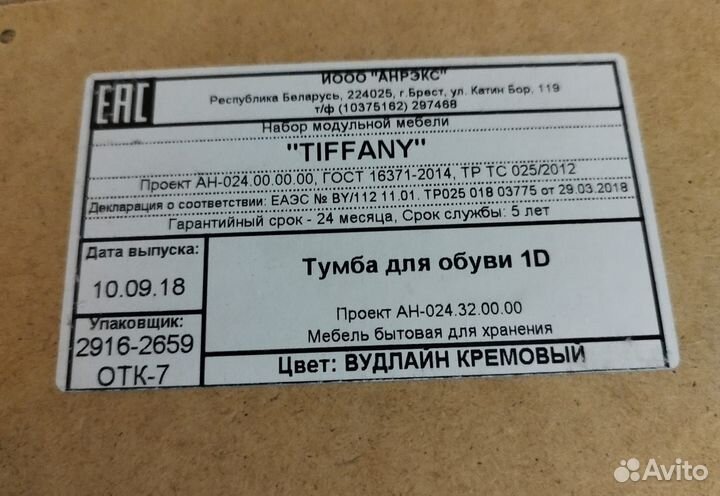 ЕАС
ИООО "АНРЭКС"
Республика Беларусь, 224025, г.Брест, ул. Катин Бор, 119
т/ф (10375162) 297468
Набор модульной мебели
"TIFFANY"
Проект АН-024.00.00.00, ГОСТ 16371-2014, ТР ТС 025/2012
Декларация о соответствии: ЕАЭС № BY/112 11.01. ТР025 018 03775 от 29.03.2018
Гарантийный срок - 24 месяца, Срок службы: 5 лет
Дата выпуска:
10.09.18
Упаковщик:
2916-2659
ОТК-7
Тумба для обуви 1D
Проект АН-024.32.00.00
Мебель бытовая для хранения
Цвет: ВУДЛАЙН КРЕМОВЫЙ
Avito